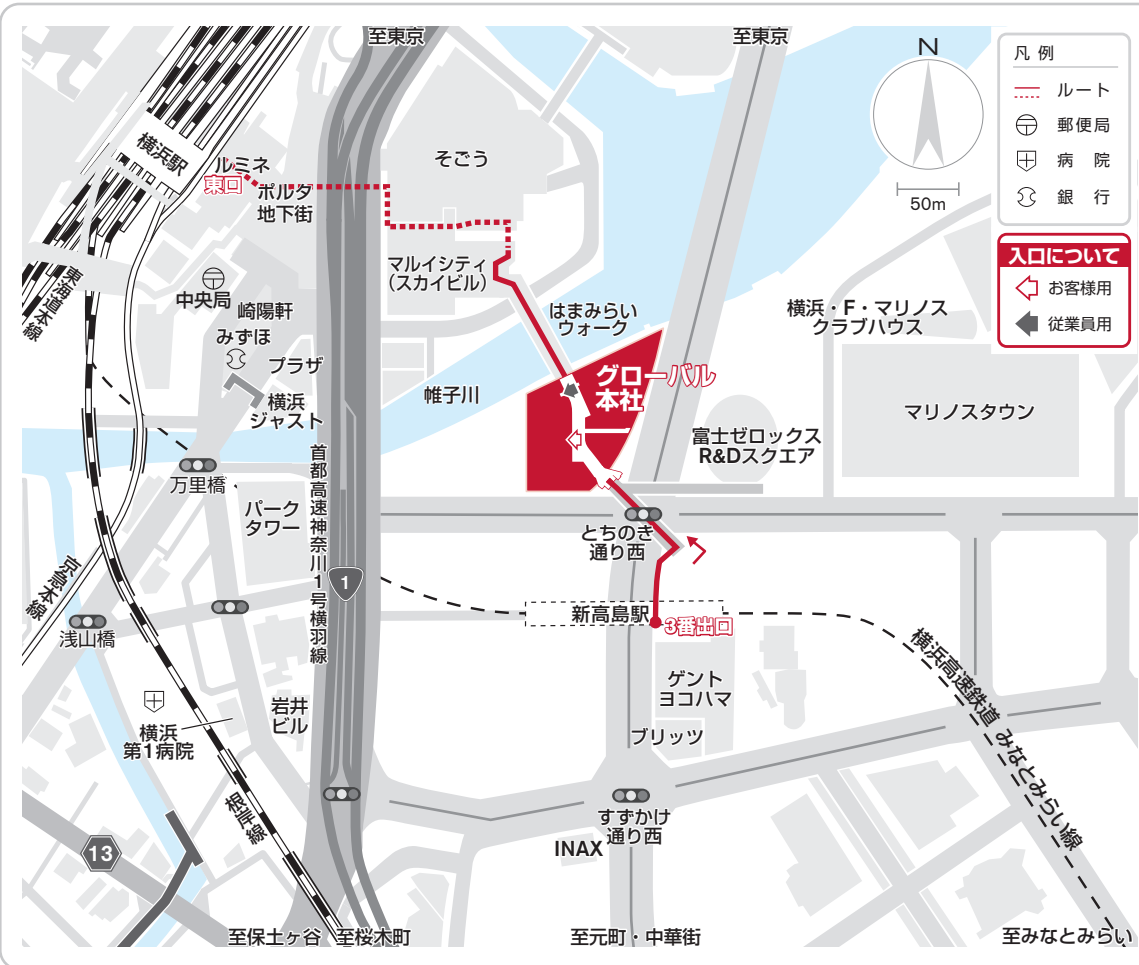 至東京
至東京
N
50m
凡 例
ルート
郵便局
病 院
銀 行
入口について
お客様用
従業員用
横浜駅
ルミネ
東口
ポルタ
地下街
そごう
マルイシティ
（スカイビル）
はまみらい
ウォーク
中央局
崎陽軒
みずほ
プラザ
横浜
ジャスト
東海道本線
帷子川
グローバル
本社
横浜・F・マリノス
クラブハウス
マリノスタウン
富士ゼロックス
R&Dスクエア
万里橋
パーク
タワー
首都高速神奈川1号横羽線
1
とちのき
通り西
京急本線
浅山橋
新高島駅
3番出口
ゲント
ヨコハマ
ブリッツ
横浜高速鉄道 みなとみらい線
横浜
第1病院
岩井
ビル
根岸線
すずかけ
通り西
INAX
13
至保土ヶ谷
至桜木町
至元町・中華街
至みなとみらい